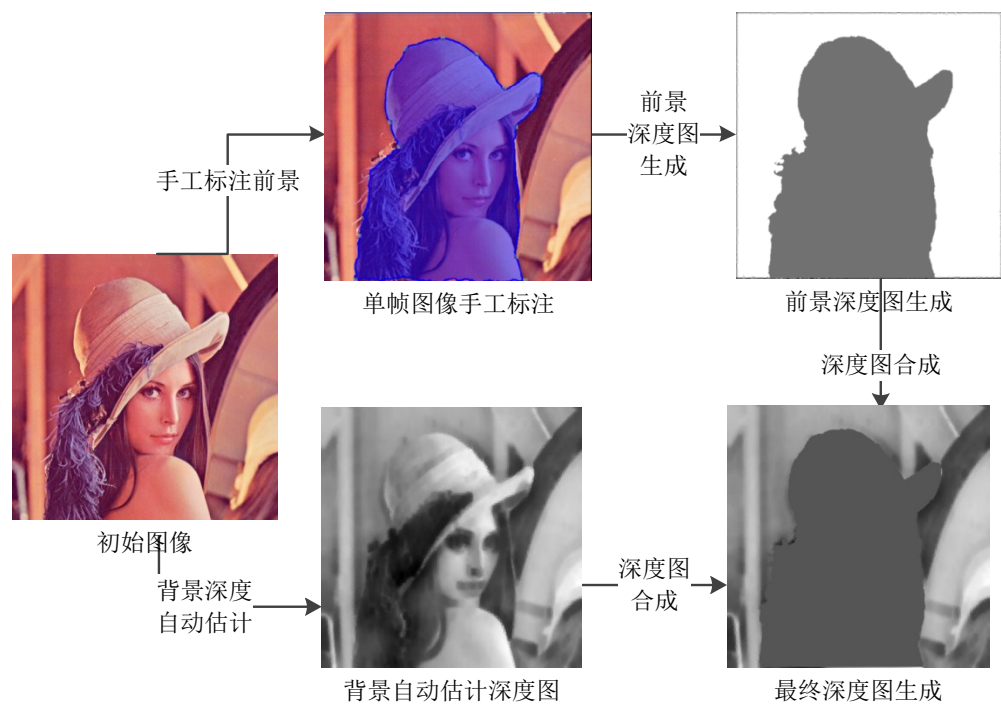 前景
深度图
生成
手工标注前景
单帧图像手工标注
前景深度图生成
深度图合成
初始图像
背景深度
自动估计
深度图
合成
背景自动估计深度图
最终深度图生成